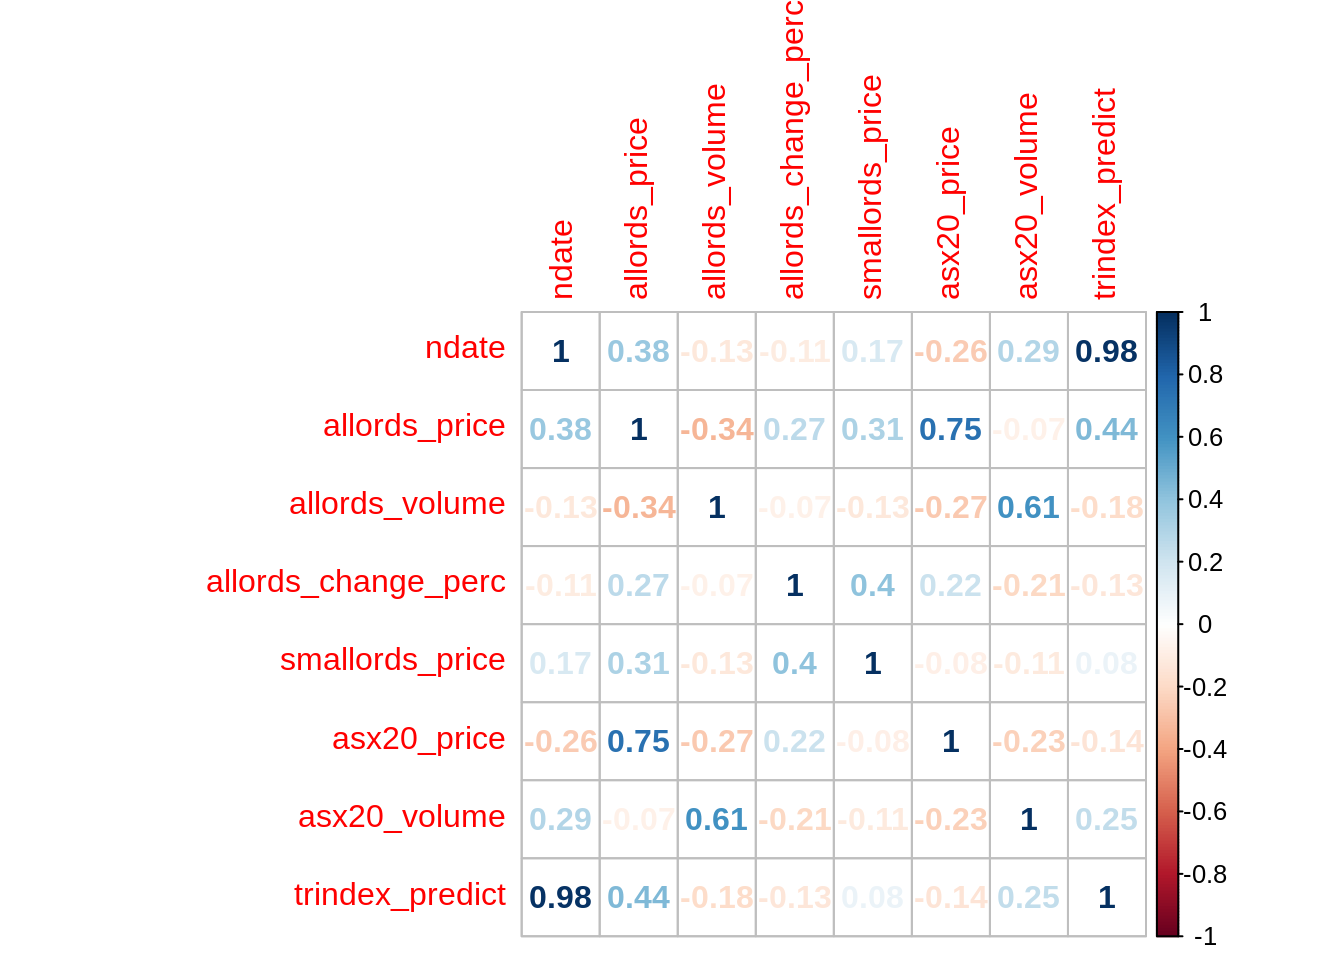 ndate
allords_price
allords_volume
allords_change_perc
smallords_price
asx20_price
asx20_volume
trindex_predict
ndate 1 0.38 -0.13 -0.11 0.17 -0.26 0.29 0.98
allords_price 0.38 1 -0.34 0.27 0.31 0.75 -0.07 0.44
allords_volume -0.13 -0.34 1 -0.07 -0.13 -0.27 0.61 -0.18
allords_change_perc -0.11 0.27 -0.07 1 0.4 0.22 -0.21 -0.13
smallords_price 0.17 0.31 -0.13 0.4 1 -0.08 -0.11 0.08
asx20_price -0.26 0.75 -0.27 0.22 -0.08 1 -0.23 -0.14
asx20_volume 0.29 -0.07 0.61 -0.21 -0.11 -0.23 1 0.25
trindex_predict 0.98 0.44 -0.18 -0.13 0.08 -0.14 0.25 1
1
0.8
0.6
0.4
0.2
0
-0.2
-0.4
-0.6
-0.8
-1